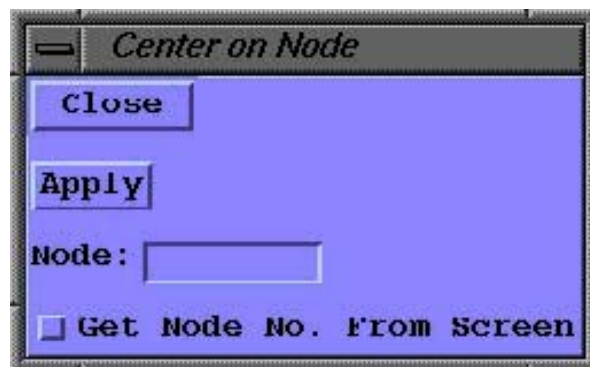 Center on Node
Close
Apply
Node:
Get Node No. From Screen